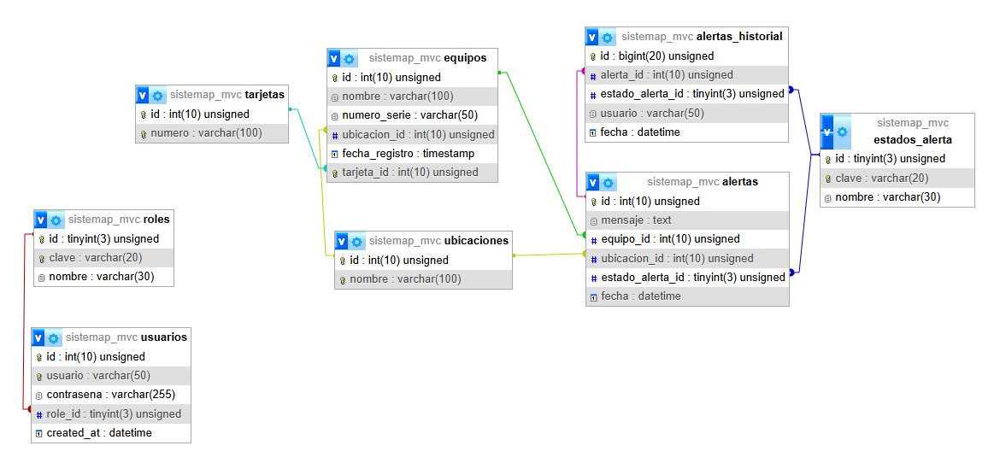 sistemap_mvc tarjetas
id : int(10) unsigned
numero : varchar(100)
sistemap_mvc equipos
id : int(10) unsigned
nombre : varchar(100)
numero_serie : varchar(50)
ubicacion_id : int(10) unsigned
fecha_registro : timestamp
tarjeta_id : int(10) unsigned
sistemap_mvc alertas_historial
id : bigint(20) unsigned
alerta_id : int(10) unsigned
estado_alerta_id : tinyint(3) unsigned
usuario : varchar(50)
fecha : datetime
sistemap_mvc
estados_alerta
id : tinyint(3) unsigned
clave : varchar(20)
nombre : varchar(30)
sistemap_mvc alertas
id : int(10) unsigned
mensaje : text
equipo_id : int(10) unsigned
ubicacion_id : int(10) unsigned
estado_alerta_id : tinyint(3) unsigned
fecha : datetime
sistemap_mvc roles
id : tinyint(3) unsigned
clave : varchar(20)
nombre : varchar(30)
sistemap_mvc ubicaciones
id : int(10) unsigned
nombre : varchar(100)
sistemap_mvc usuarios
id : int(10) unsigned
usuario : varchar(50)
contrasena : varchar(255)
role_id : tinyint(3) unsigned
created_at : datetime